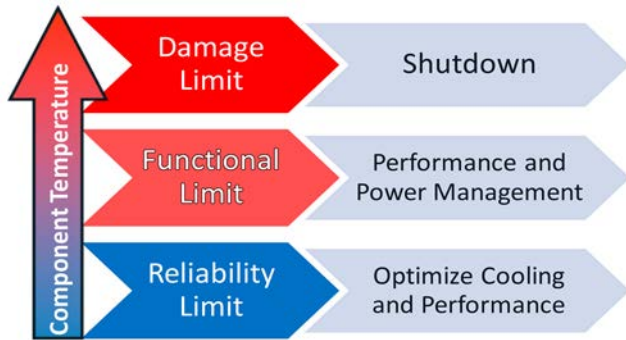 Component Temperature
Damage
Limit
Shutdown
Functional
Limit
Performance and
Power Management
Reliability
Limit
Optimize Cooling
and Performance